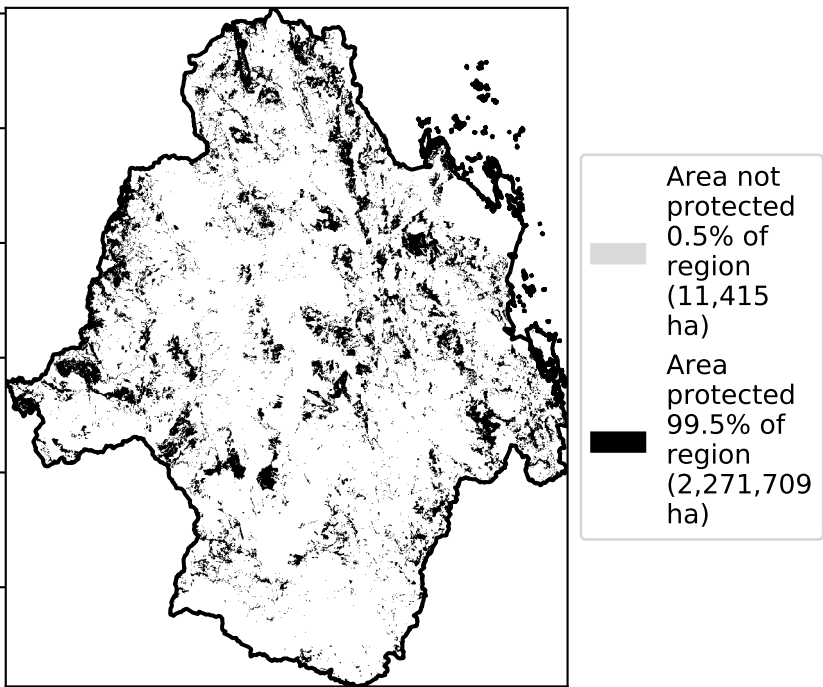 Area not
protected
0.5% of
region
(11,415
ha)
Area
protected
99.5% of
region
(2,271,709
ha)